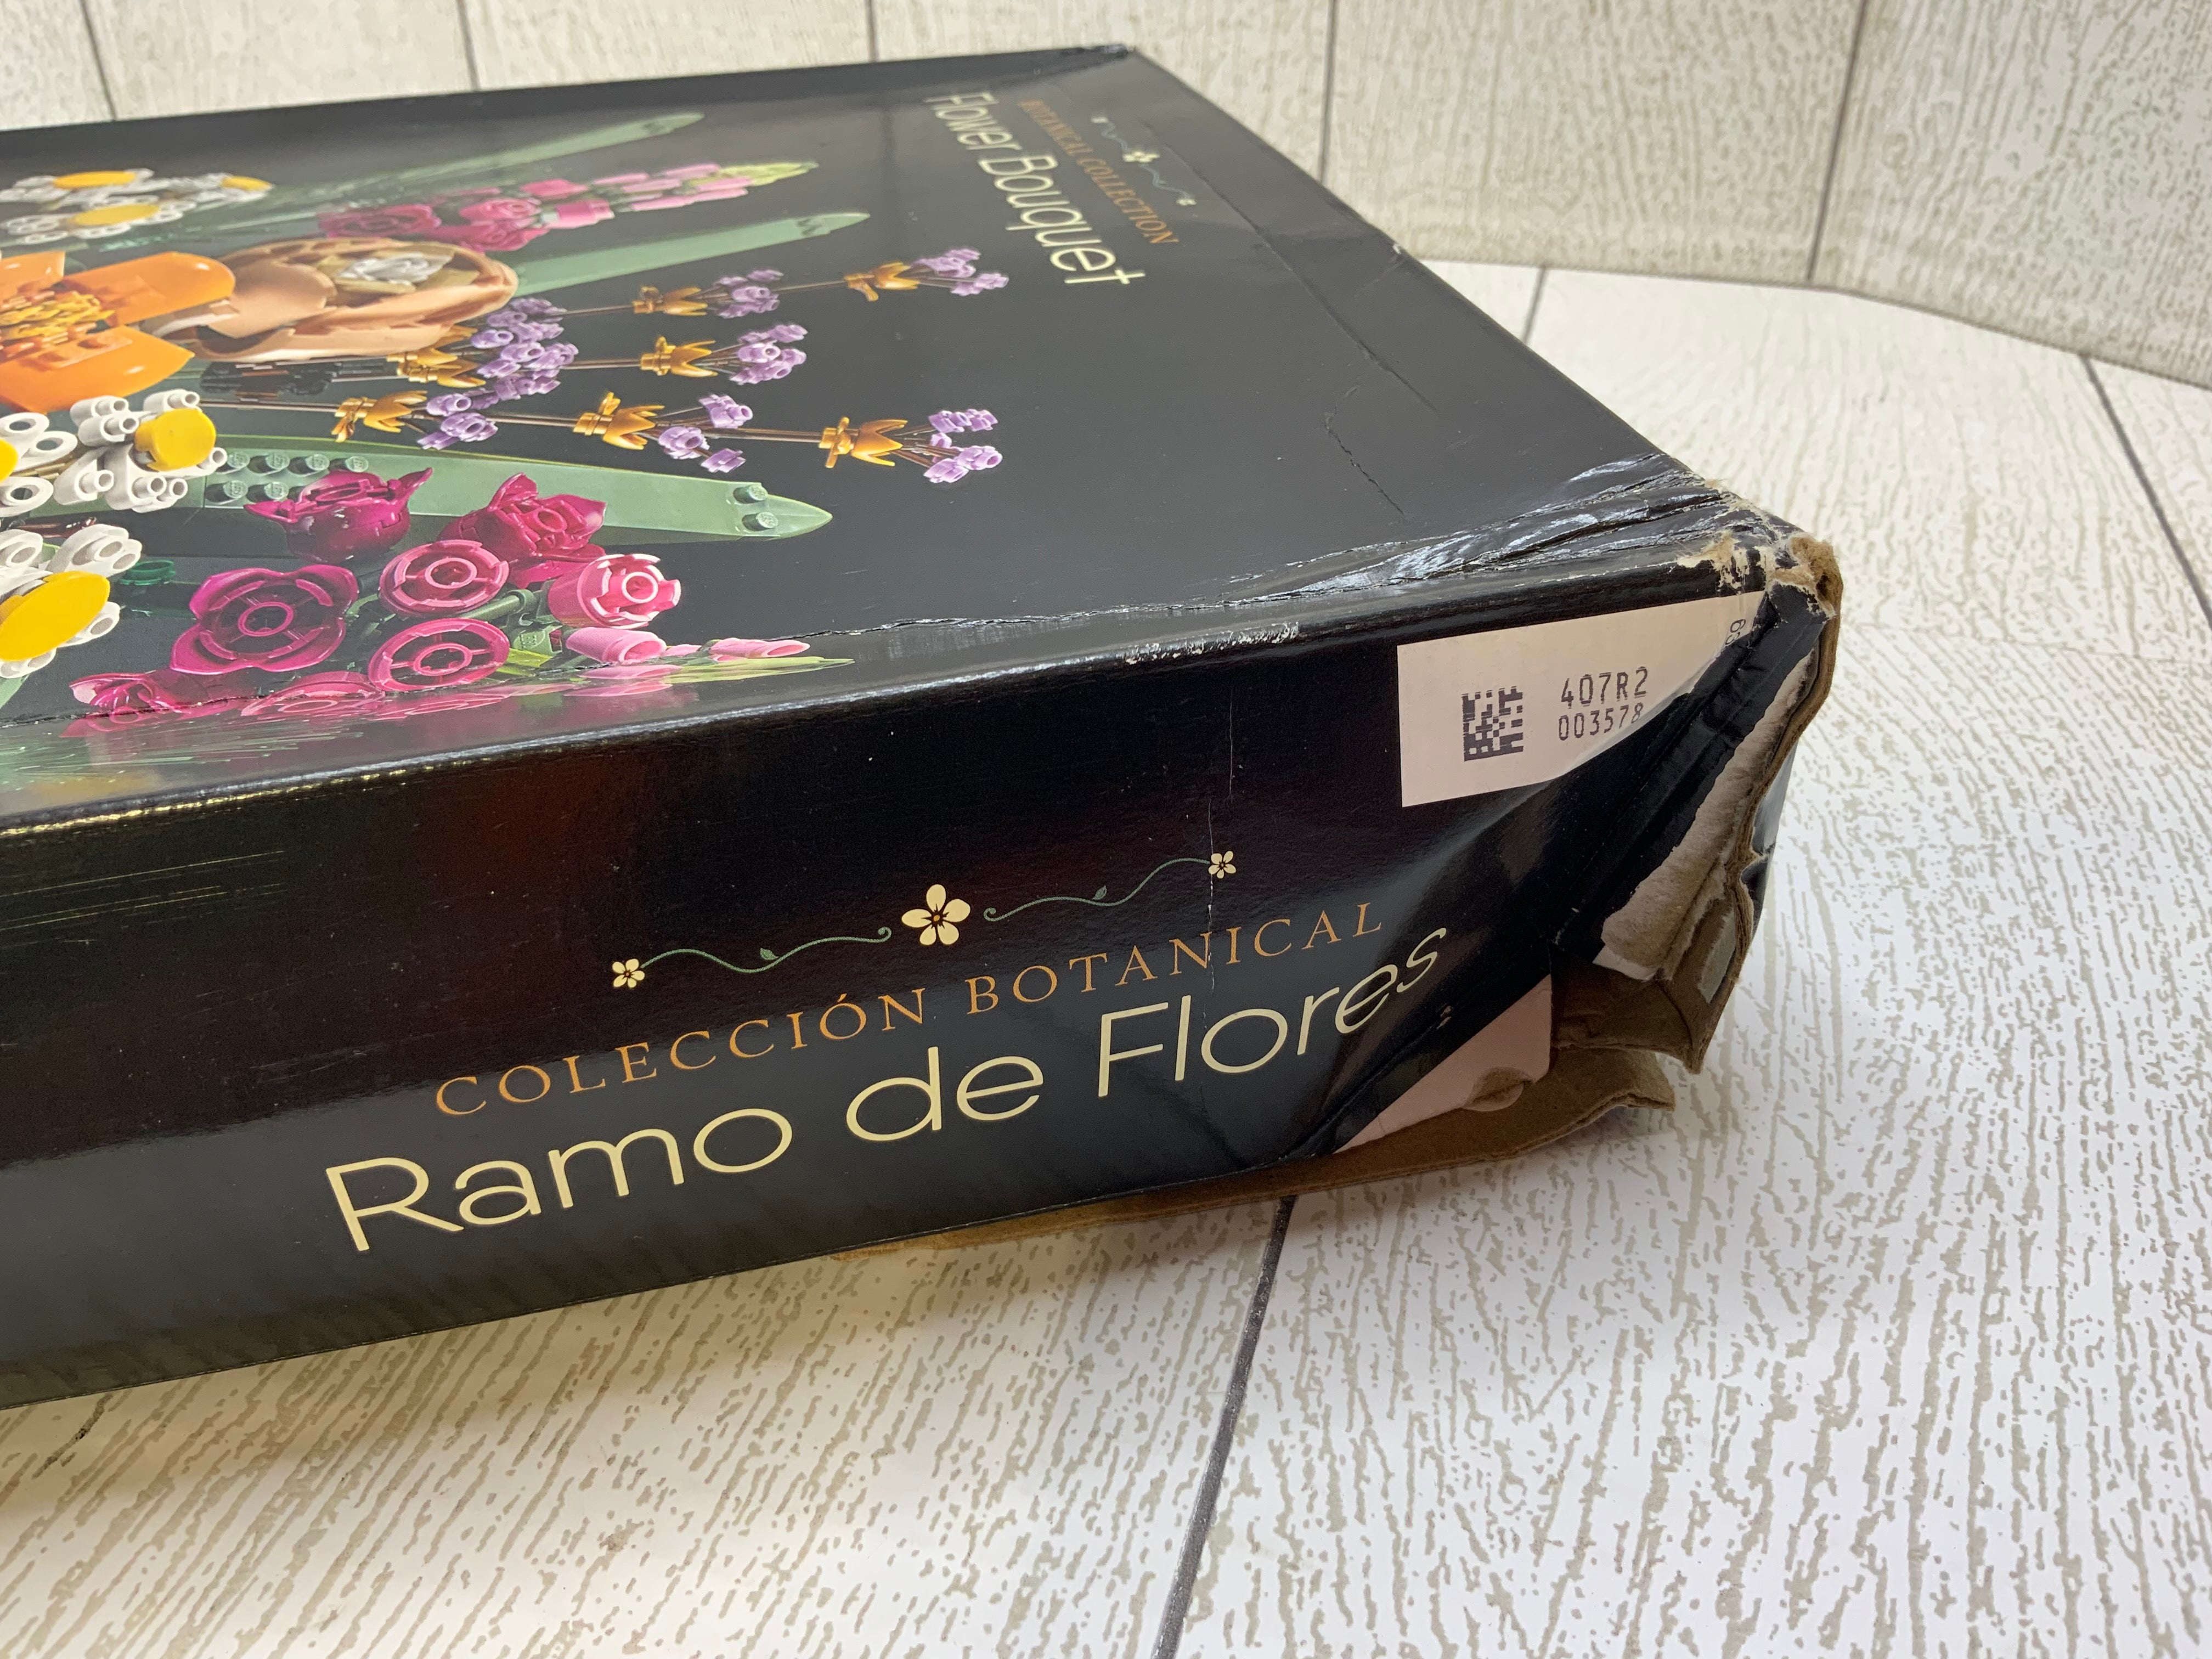 BOTANICAL COLLECTION
Flower Bouquet
407R2
003578
COLECCIÓN BOTANICAL
Ramo de Flores